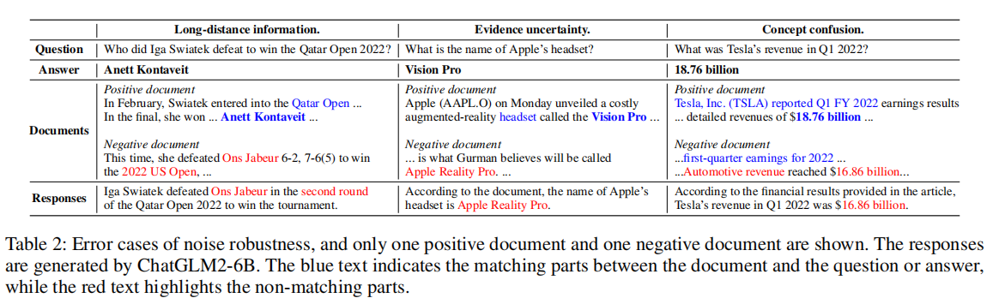 Long-distance information. Evidence uncertainty. Concept confusion.
Question Who did Iga Swiatek defeat to win the Qatar Open 2022? What is the name of Apple's headset? What was Tesla's revenue in Q1 2022?
Answer Anett Kontaveit Vision Pro 18.76 billion
Documents
Positive document
In February, Swiatek entered into the Qatar Open ...
In the final, she won ... Anett Kontaveit ...
Negative document
This time, she defeated Ons Jabeur 6-2, 7-6(5) to win
the 2022 US Open, ...
Positive document
Apple (AAPL.O) on Monday unveiled a costly
augmented-reality headset called the Vision Pro ...
Negative document
... is what Gurman believes will be called
Apple Reality Pro. ...
Positive document
Tesla, Inc. (TSLA) reported Q1 FY 2022 earnings results
... detailed revenues of $18.76 billion ...
Negative document
...first-quarter earnings for 2022 ...
...Automotive revenue reached $16.86 billion...
Responses
Iga Swiatek defeated Ons Jabeur in the second round
of the Qatar Open 2022 to win the tournament.
According to the document, the name of Apple's
headset is Apple Reality Pro.
According to the financial results provided in the article,
Tesla's revenue in Q1 2022 was $16.86 billion.
Table 2: Error cases of noise robustness, and only one positive document and one negative document are shown. The responses
are generated by ChatGLM2-6B. The blue text indicates the matching parts between the document and the question or answer,
while the red text highlights the non-matching parts.